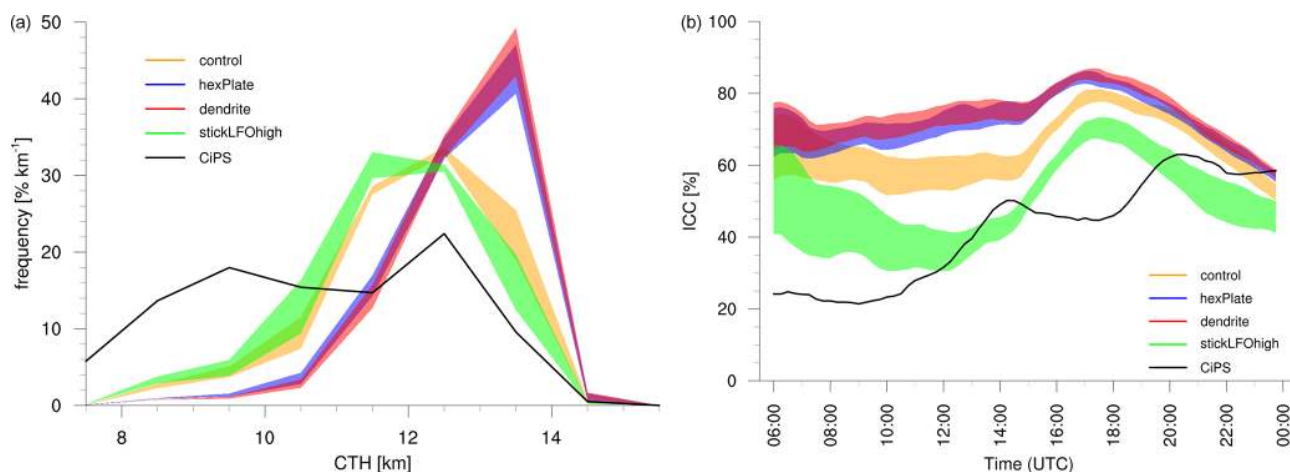 (a)
50
40
30
20
10
0
frequency [% km-1]
control
hexPlate
dendrite
stickLFOhigh
CiPS
8
10
12
14
CTH [km]
(b)
100
80
60
40
20
0
ICC [%]
control
hexPlate
dendrite
stickLFOhigh
CiPS
06:00
08:00
10:00
12:00
14:00
16:00
18:00
20:00
22:00
00:00
Time (UTC)